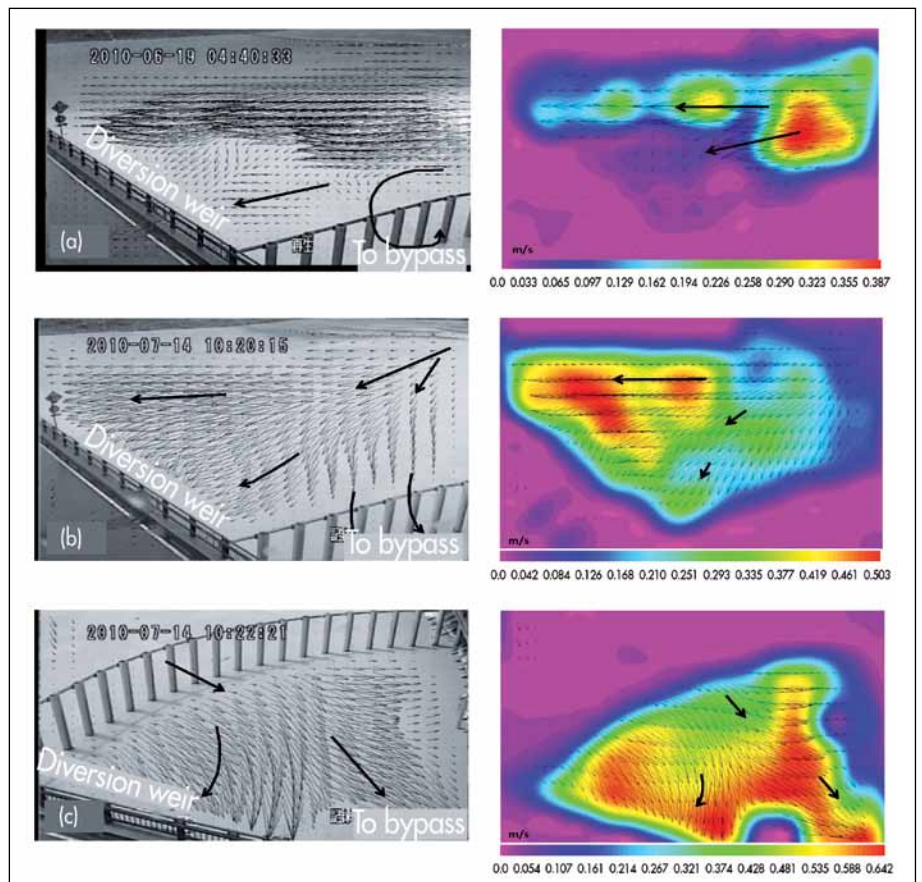 2010-06-19 04:40:33
Diversion weir
(a)
To bypass
m/s
0.0 0.033 0.065 0.097 0.129 0.162 0.194 0.226 0.258 0.290 0.323 0.355 0.387
2010-07-14 10:20:15
Diversion weir
(b)
To bypass
m/s
0.0 0.042 0.084 0.126 0.168 0.210 0.251 0.293 0.335 0.377 0.419 0.461 0.503
2010-07-14 10:22:21
Diversion weir
(c)
To bypass
m/s
0.0 0.054 0.107 0.161 0.214 0.267 0.321 0.374 0.428 0.481 0.535 0.588 0.642